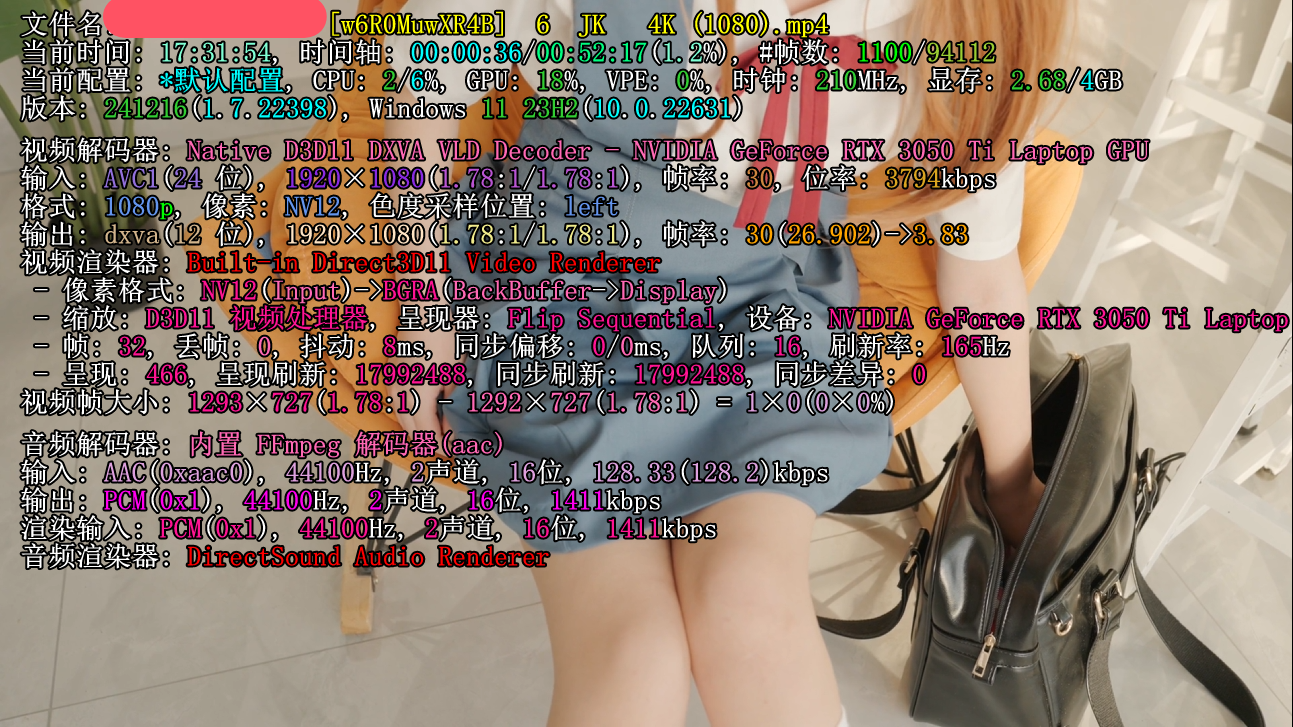 文件名: [w6R0MuwXR4B] 6 JK 4K (1080).mp4
当前时间: 17:31:54, 时间轴: 00:00:36/00:52:17(1.2%), #帧数: 1100/94112
当前配置: *默认配置, CPU: 2/6%, GPU: 18%, VPE: 0%, 时钟: 210MHz, 显存: 2.68/4GB
版本: 241216(1.7.22398), Windows 11 23H2(10.0.22631)
视频解码器: Native D3D11 DXVA VLD Decoder - NVIDIA GeForce RTX 3050 Ti Laptop GPU
输入: AVC1(24 位), 1920×1080(1.78:1/1.78:1), 帧率: 30, 位率: 3794kbps
格式: 1080p, 像素: NV12, 色度采样位置: left
输出: dxva(12 位), 1920×1080(1.78:1/1.78:1), 帧率: 30(26.902)->3.83
视频渲染器: Built-in Direct3D11 Video Renderer
- 像素格式: NV12(Input)->BGRA(BackBuffer->Display)
- 缩放: D3D11 视频处理器, 呈现器: Flip Sequential, 设备: NVIDIA GeForce RTX 3050 Ti Laptop
- 帧: 32, 丢帧: 0, 抖动: 8ms, 同步偏移: 0/0ms, 队列: 16, 刷新率: 165Hz
- 呈现: 466, 呈现刷新: 17992488, 同步刷新: 17992488, 同步差异: 0
视频帧大小: 1293×727(1.78:1) - 1292×727(1.78:1) = 1×0(0×0%)
音频解码器: 内置 FFmpeg 解码器(aac)
输入: AAC(0xaac0), 44100Hz, 2声道, 16位, 128.33(128.2)kbps
输出: PCM(0x1), 44100Hz, 2声道, 16位, 1411kbps
渲染输入: PCM(0x1), 44100Hz, 2声道, 16位, 1411kbps
音频渲染器: DirectSound Audio Renderer